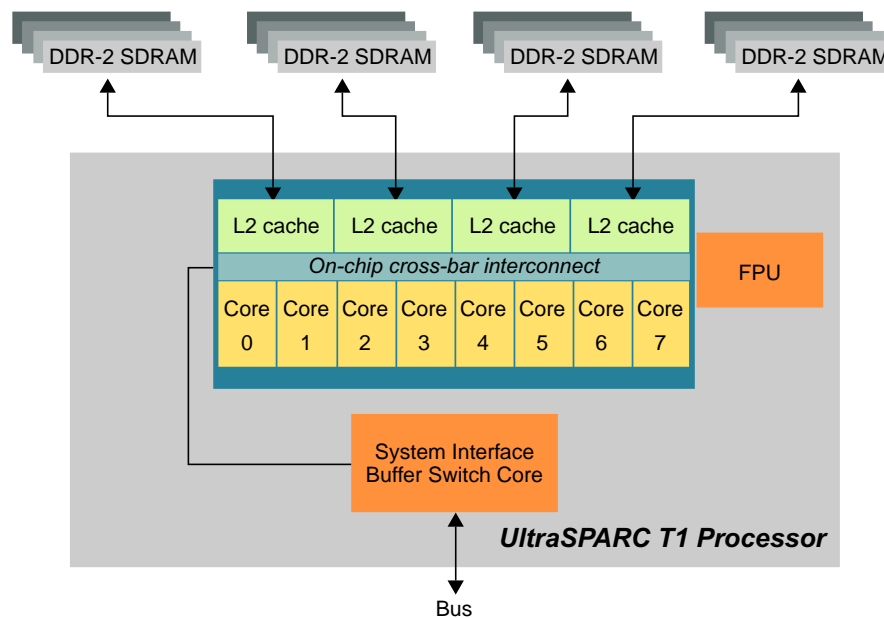 DDR-2 SDRAM DDR-2 SDRAM DDR-2 SDRAM DDR-2 SDRAM
L2 cache L2 cache L2 cache L2 cache
On-chip cross-bar interconnect
FPU
Core Core Core Core Core Core Core Core
0 1 2 3 4 5 6 7
System Interface
Buffer Switch Core
UltraSPARC T1 Processor
Bus